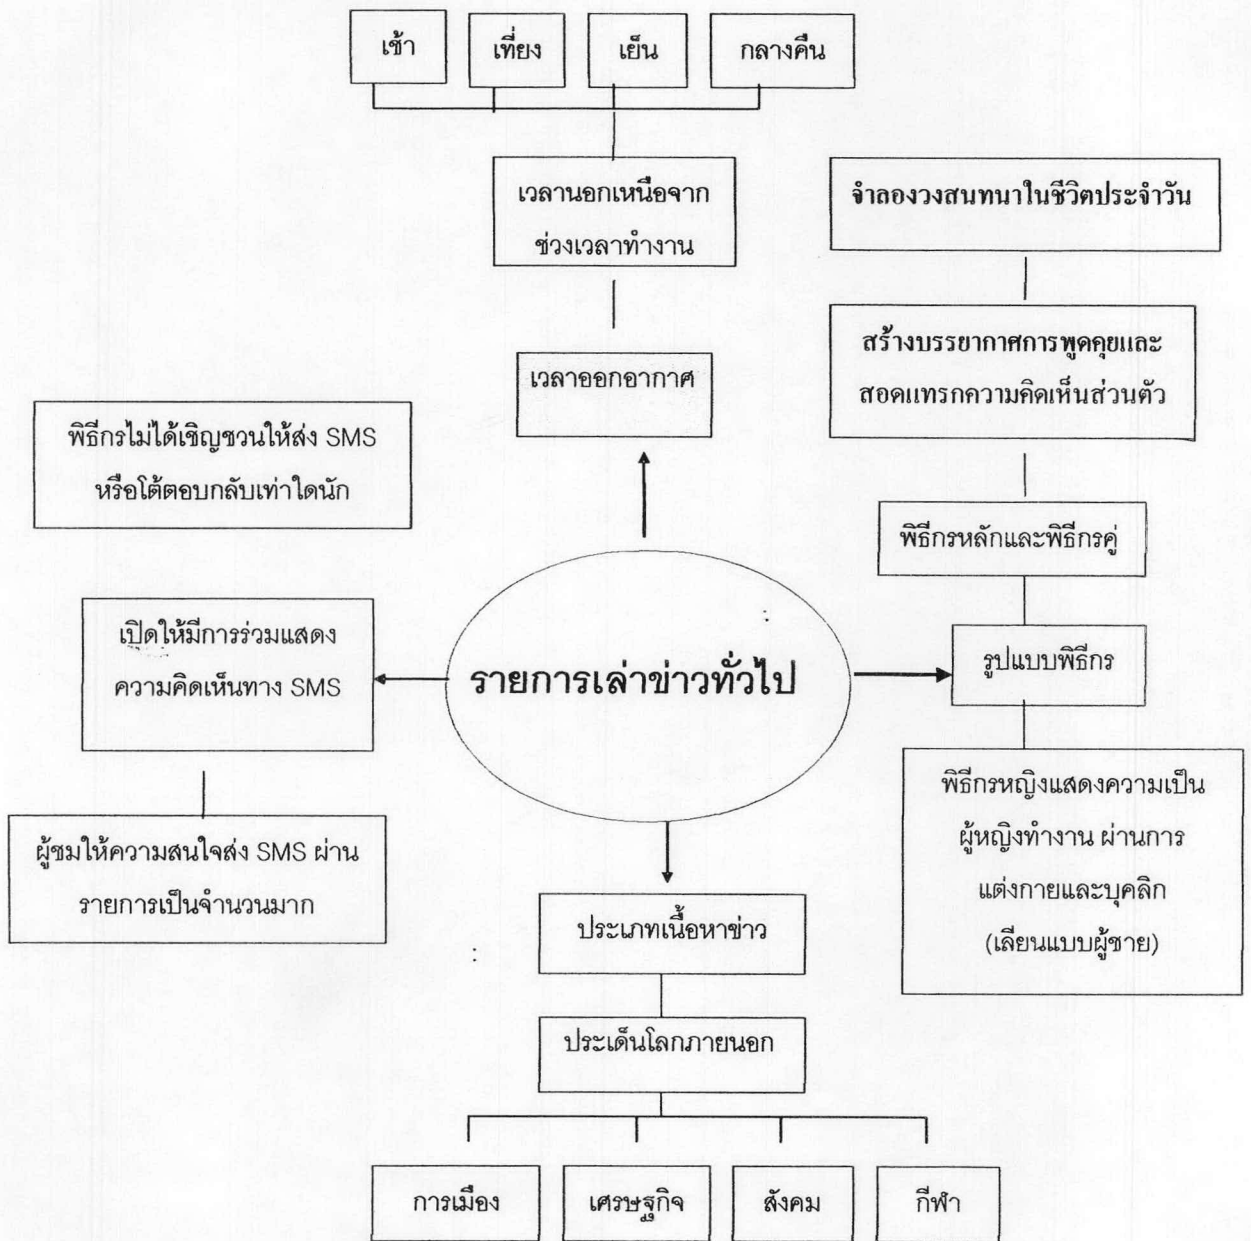 เช้า
เที่ยง
เย็น
กลางคืน
เวลานอกเหนือจาก
ช่วงเวลาทำงาน
เวลาออกอากาศ
จำลองวงสนทนาในชีวิตประจำวัน
สร้างบรรยากาศการพูดคุยและ
สอดแทรกความคิดเห็นส่วนตัว
พิธีกรหลักและพิธีกรคู่
รูปแบบพิธีกร
พิธีกรหญิงแสดงความเป็น
ผู้หญิงทำงาน ผ่านการ
แต่งกายและบุคลิก
(เลียนแบบผู้ชาย)
พิธีกรไม่ได้เชิญชวนให้ส่ง SMS
หรือโต้ตอบกลับเท่าใดนัก
เปิดให้มีการร่วมแสดง
ความคิดเห็นทาง SMS
ผู้ชมให้ความสนใจส่ง SMS ผ่าน
รายการเป็นจำนวนมาก
รายการเล่าข่าวทั่วไป
ประเภทเนื้อหาข่าว
ประเด็นโลกภายนอก
การเมือง
เศรษฐกิจ
สังคม
กีฬา